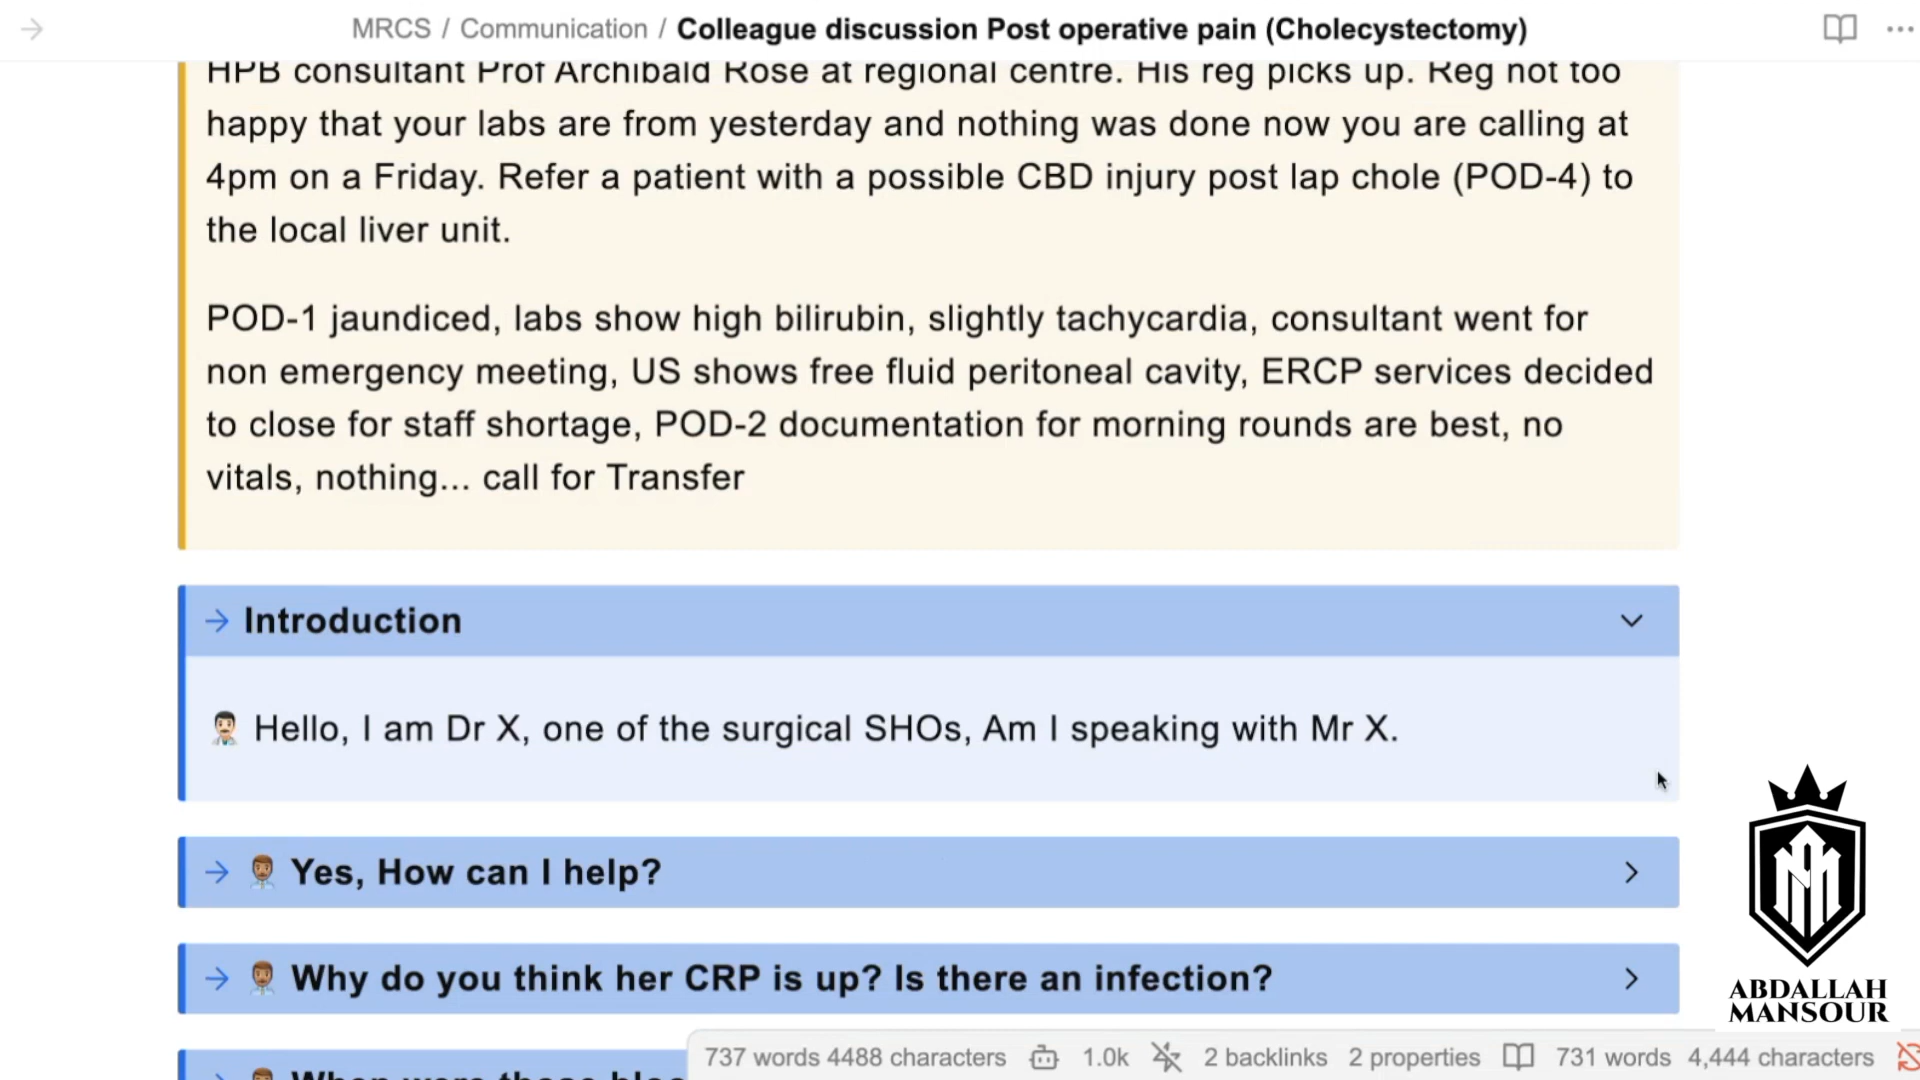 MRCS / Communication / Colleague discussion Post operative pain (Cholecystectomy)
HPB consultant Prof Archibald Rose at regional centre. His reg picks up. Reg not too
happy that your labs are from yesterday and nothing was done now you are calling at
4pm on a Friday. Refer a patient with a possible CBD injury post lap chole (POD-4) to
the local liver unit.
POD-1 jaundiced, labs show high bilirubin, slightly tachycardia, consultant went for
non emergency meeting, US shows free fluid peritoneal cavity, ERCP services decided
to close for staff shortage, POD-2 documentation for morning rounds are best, no
vitals, nothing... call for Transfer
Introduction
Hello, I am Dr X, one of the surgical SHOs, Am I speaking with Mr X.
Yes, How can I help?
Why do you think her CRP is up? Is there an infection?
When were those
ABDALLAH
MANSOUR
737 words 4488 characters 1.0k 2 backlinks 2 properties 731 words 4,444 characters